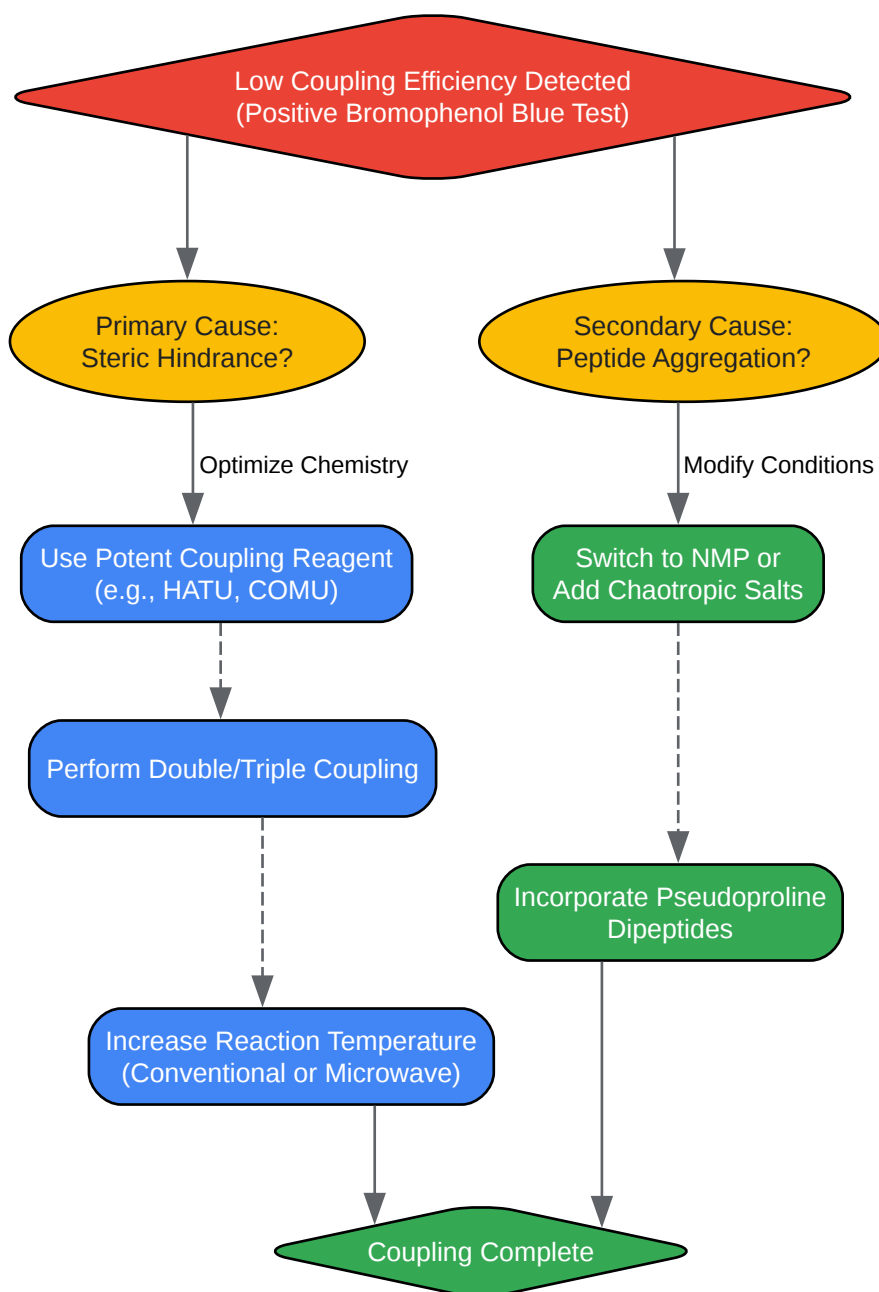 Low Coupling Efficiency Detected
(Positive Bromophenol Blue Test)
Primary Cause:
Steric Hindrance?
Secondary Cause:
Peptide Aggregation?
Optimize Chemistry
Modify Conditions
Use Potent Coupling Reagent
(e.g., HATU, COMU)
Switch to NMP or
Add Chaotropic Salts
Perform Double/Triple Coupling
Incorporate Pseudoproline
Dipeptides
Increase Reaction Temperature
(Conventional or Microwave)
Coupling Complete